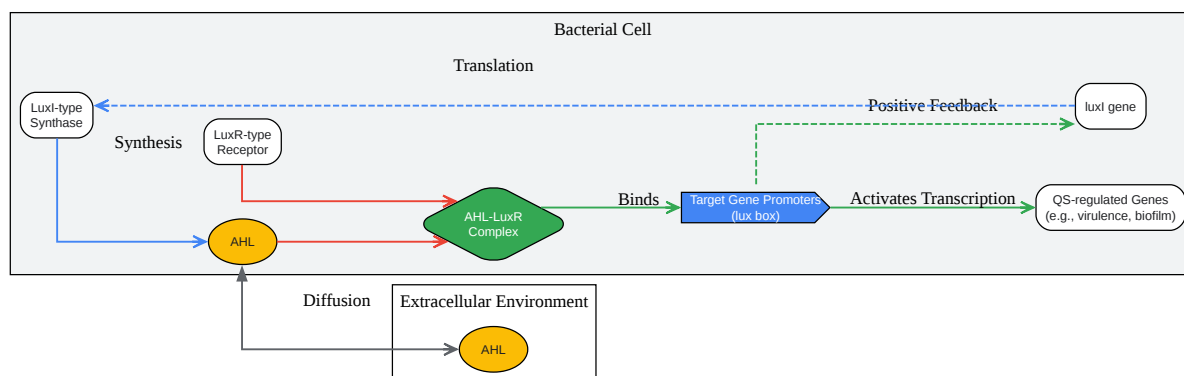 Bacterial Cell
Translation
LuxI-type
Synthase
Positive Feedback
luxI gene
Synthesis
LuxR-type
Receptor
AHL-LuxR
Complex
Binds
Target Gene Promoters
(lux box)
Activates Transcription
QS-regulated Genes
(e.g., virulence, biofilm)
AHL
Diffusion
Extracellular Environment
AHL